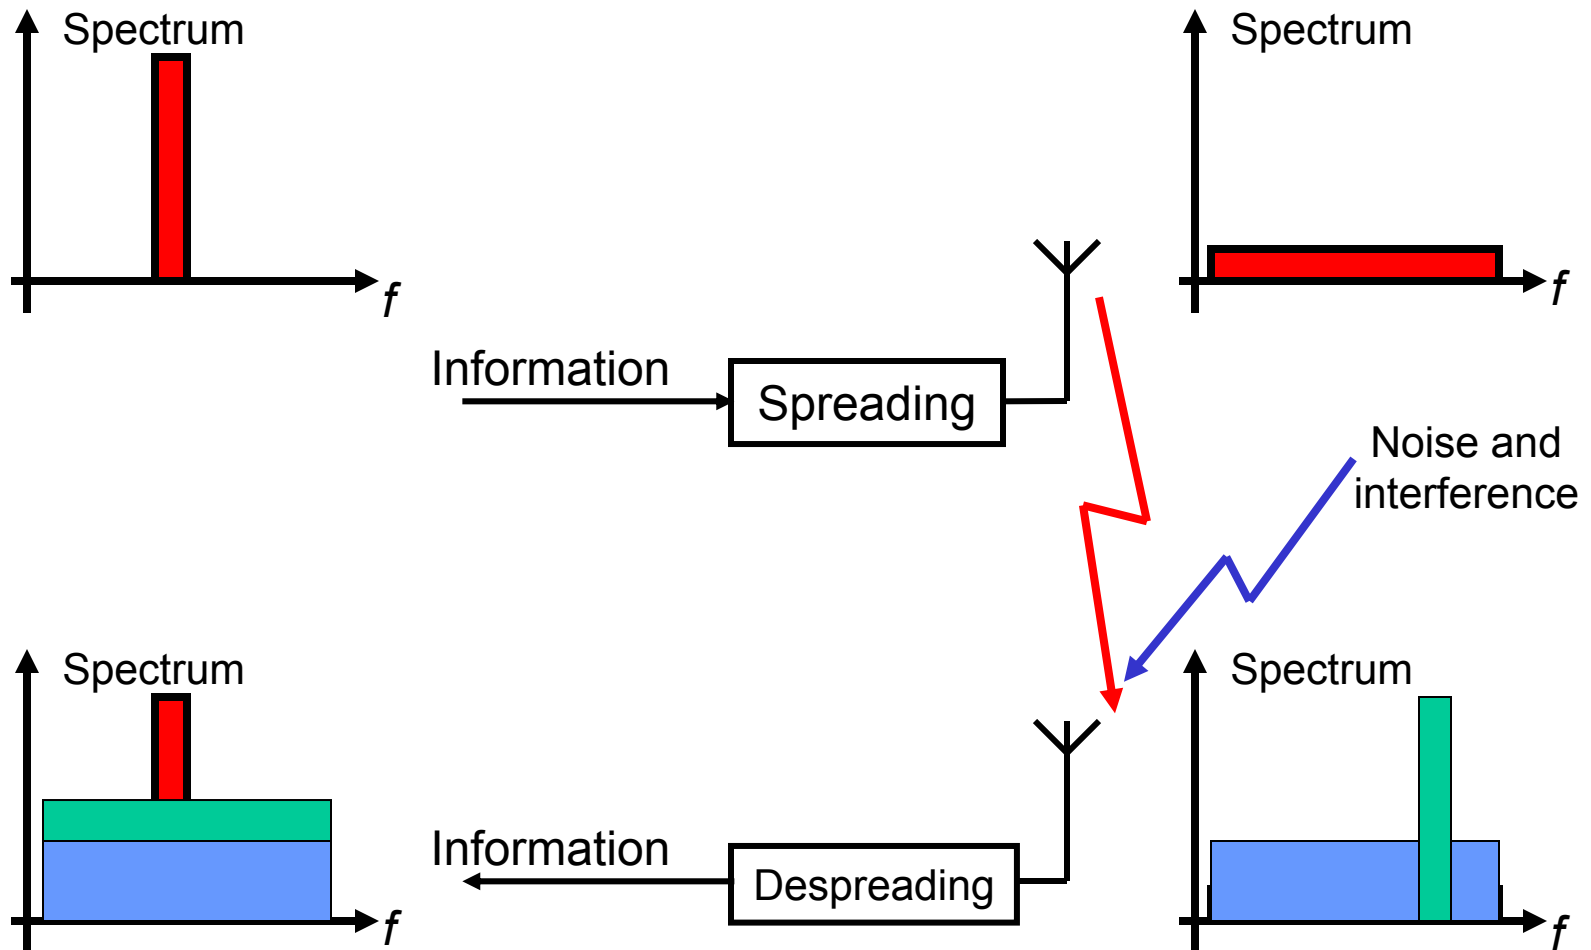 Spectrum
f
Spectrum
f
Information
Spreading
Noise and
interference
Spectrum
f
Information
Despreading
Spectrum
f